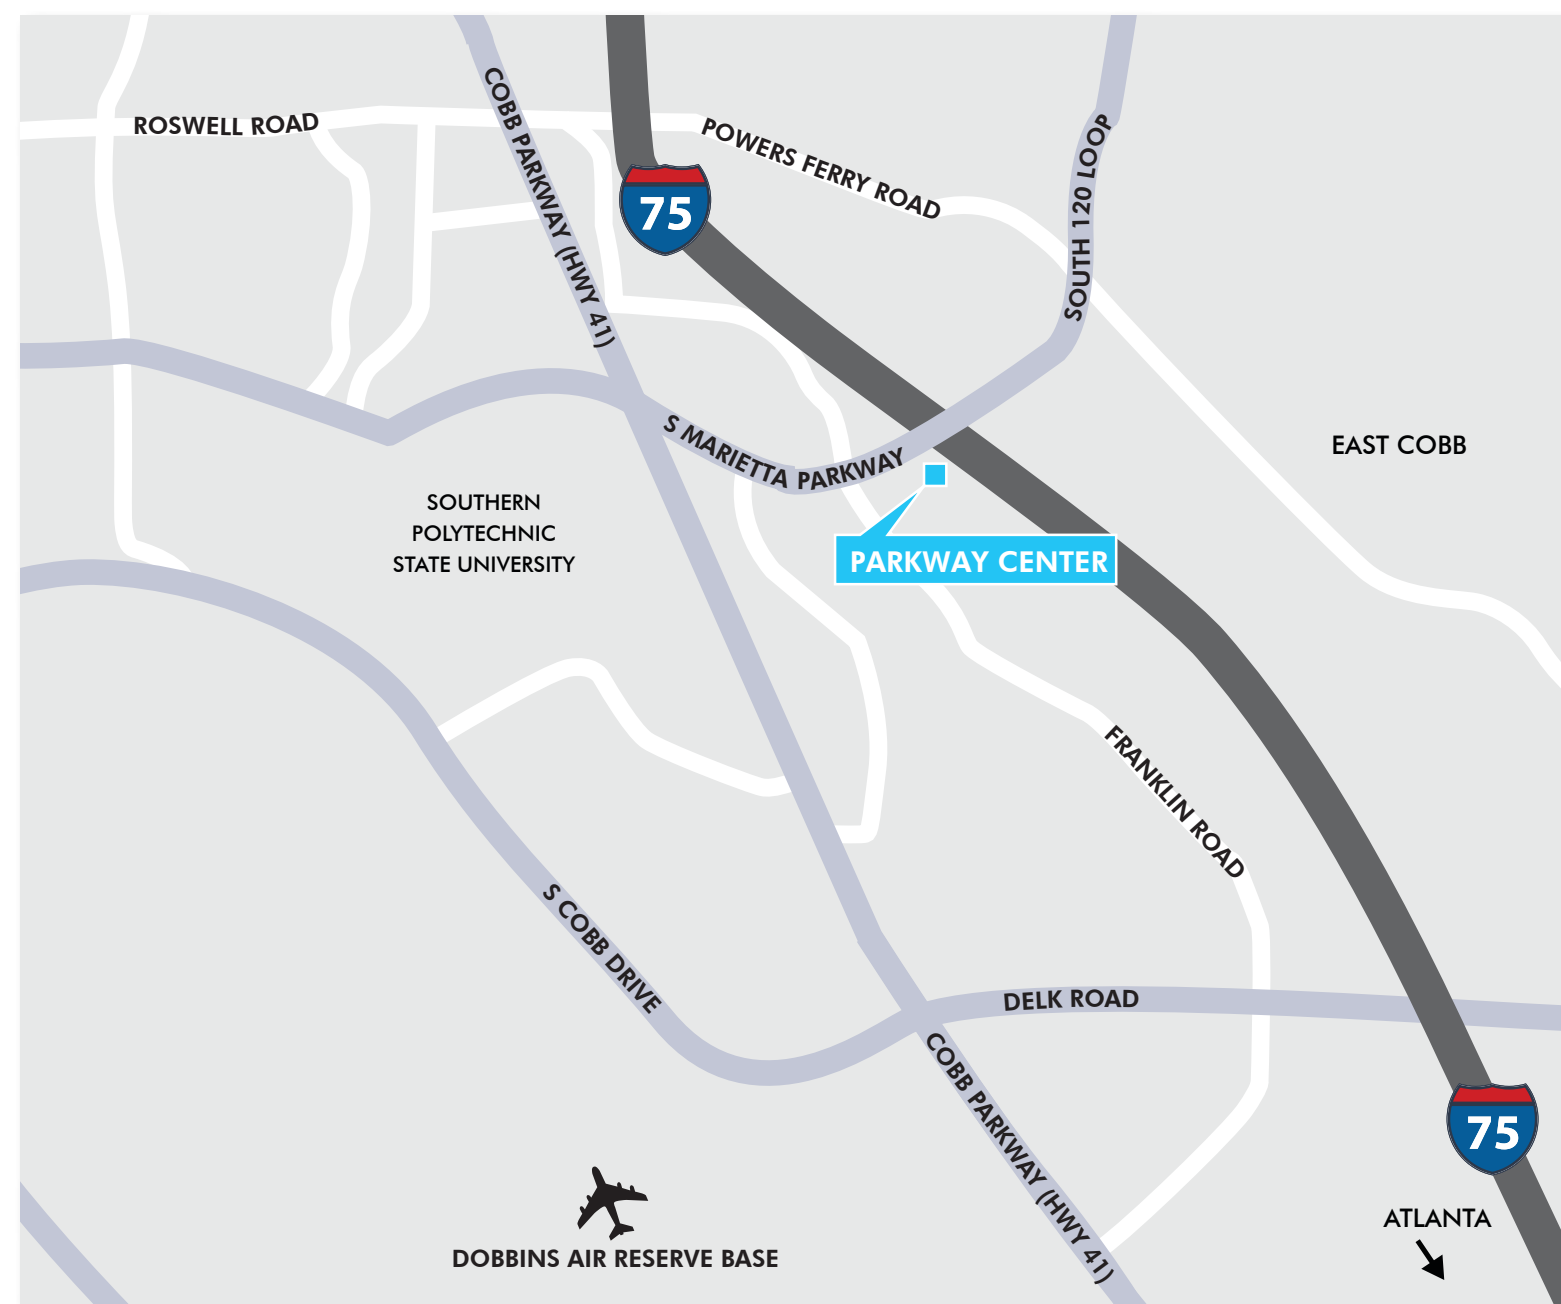 COBB PARKWAY (HWY 41)
ROSWELL ROAD
POWERS FERRY ROAD
SOUTH 120 LOOP
75
S MARIETTA PARKWAY
EAST COBB
SOUTHERN
POLYTECHNIC
STATE UNIVERSITY
PARKWAY CENTER
FRANKLIN ROAD
S COBB DRIVE
DELK ROAD
COBB PARKWAY (HWY 41)
75
ATLANTA
DOBBINS AIR RESERVE BASE